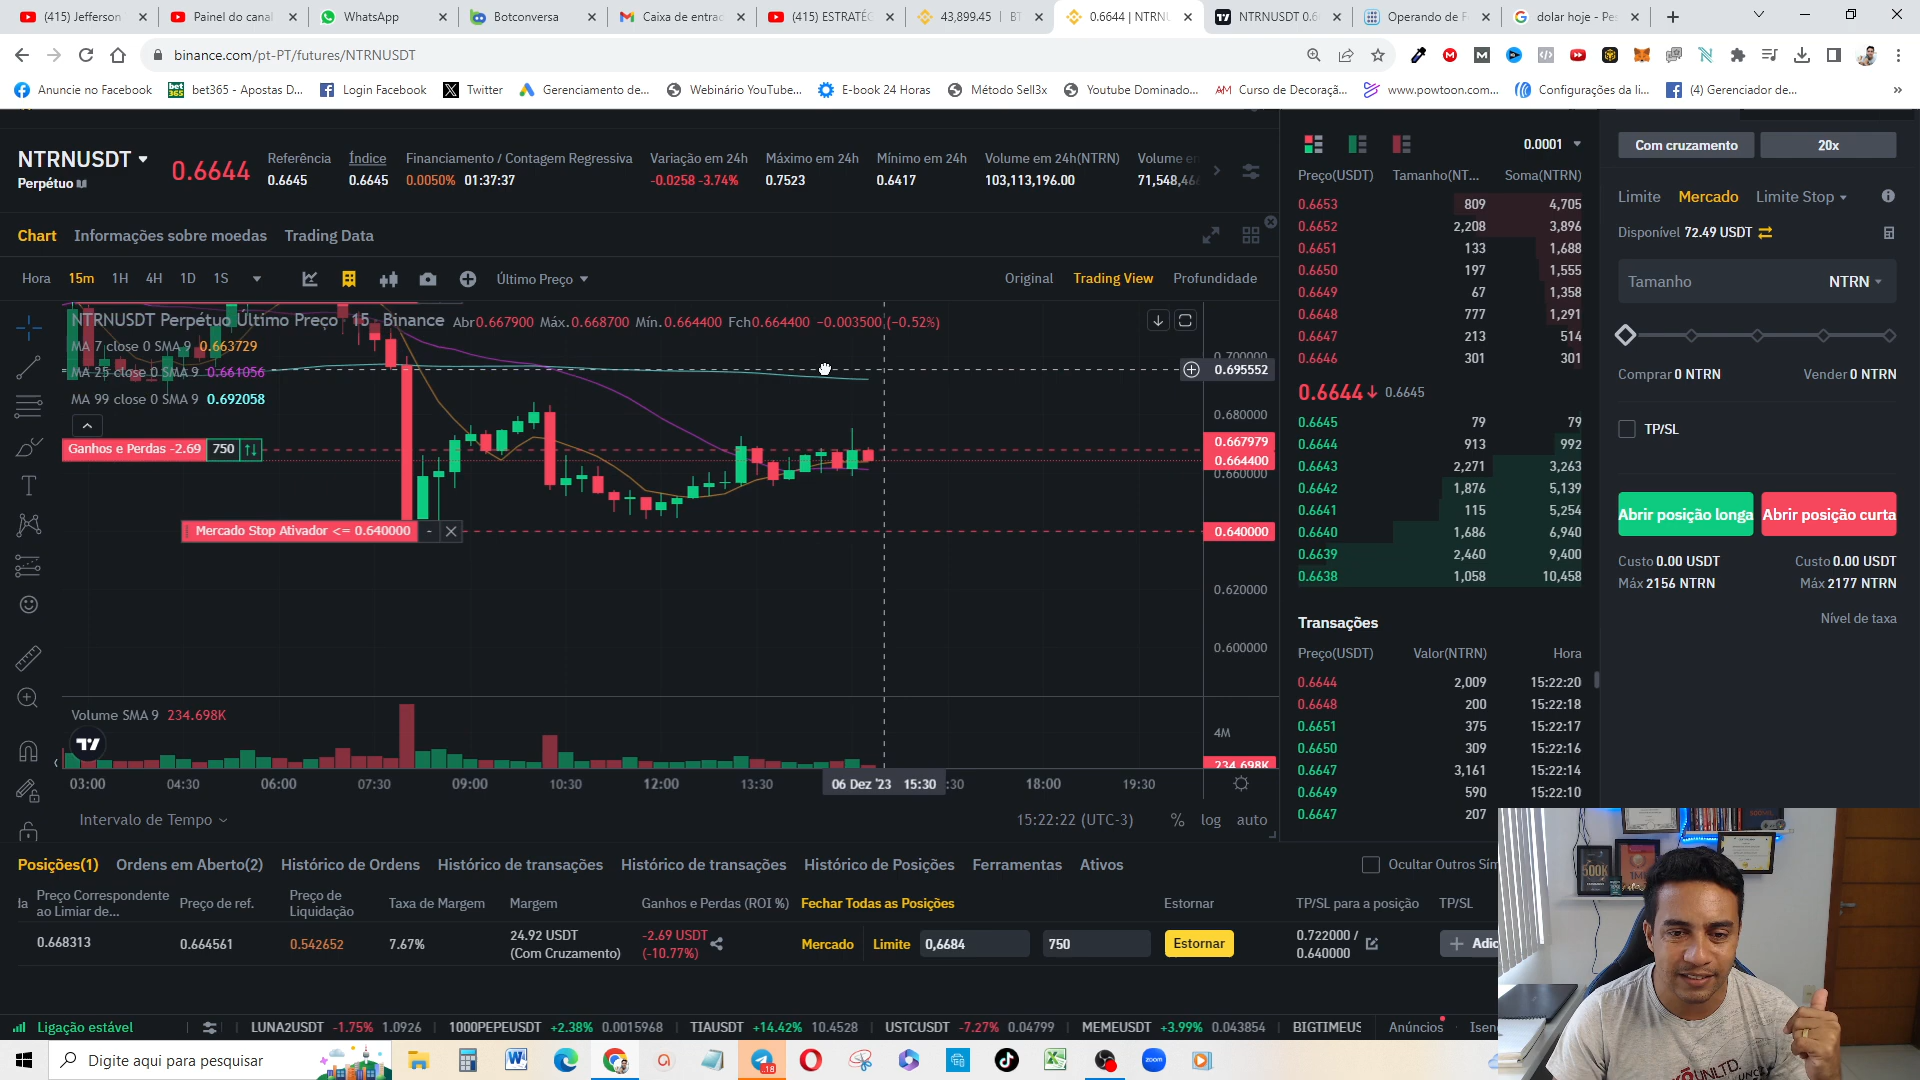 (415) Jefferson
Painel do canal
WhatsApp
Botconversa
Caixa de entrad
(415) ESTRATÉG
43,899.45 | BT
0.6644 | NTRNU
NTRNUSDT 0.6
Operando de F
dolar hoje - Pes
binance.com/pt-PT/futures/NTRNUSDT
Anuncie no Facebook
bet365 - Apostas D...
Login Facebook
Twitter
Gerenciamento de...
Webinário YouTube...
E-book 24 Horas
Método Sell3x
Youtube Dominado...
Curso de Decoraçã...
www.powtoon.com...
Configurações da li...
(4) Gerenciador de...
NTRNUSDT
Perpétuo
0.6644
Referência
0.6645
Índice
0.6645
Financiamento / Contagem Regressiva
0.0050% 01:37:37
Variação em 24h
-0.0258 -3.74%
Máximo em 24h
0.7523
Mínimo em 24h
0.6417
Volume em 24h(NTRN)
103,113,196.00
Volume e
71,548,46
Chart Informações sobre moedas Trading Data
Hora 15m 1H 4H 1D 1S Último Preço Original Trading View Profundidade
NTRNUSDT Perpétuo Último Preço · 15 · Binance Abr0.667900 Máx.0.668700 Mín.0.664400 Fch0.664400 -0.003500 (-0.52%)
MA 7 close 0 SMA 9 0.663729
MA 25 close 0 SMA 9 0.661056
MA 99 close 0 SMA 9 0.692058
Ganhos e Perdas -2.69 750
Mercado Stop Ativador <= 0.640000 -
0.700000
0.695552
0.680000
0.667979
0.664400
0.660000
0.640000
0.620000
0.600000
Volume SMA 9 234.698K
4M
234.698K
03:00 04:30 06:00 07:30 09:00 10:30 12:00 13:30 06 Dez '23 15:30 :30 18:00 19:30
Intervalo de Tempo
15:22:22 (UTC-3) % log auto
0.0001
Preço(USDT) Tamanho(NT... Soma(NTRN)
0.6653 809 4,705
0.6652 2,208 3,896
0.6651 133 1,688
0.6650 197 1,555
0.6649 67 1,358
0.6648 777 1,291
0.6647 213 514
0.6646 301 301
0.6644 0.6645
0.6645 79 79
0.6644 913 992
0.6643 2,271 3,263
0.6642 1,876 5,139
0.6641 115 5,254
0.6640 1,686 6,940
0.6639 2,460 9,400
0.6638 1,058 10,458
Transações
Preço(USDT) Valor(NTRN) Hora
0.6644 2,009 15:22:20
0.6648 200 15:22:18
0.6651 375 15:22:17
0.6650 309 15:22:16
0.6647 3,161 15:22:14
0.6649 590 15:22:10
0.6647 207
Com cruzamento 20x
Limite Mercado Limite Stop
Disponível 72.49 USDT
Tamanho NTRN
Comprar 0 NTRN Vender 0 NTRN
TP/SL
Abrir posição longa Abrir posição curta
Custo 0.00 USDT Custo 0.00 USDT
Máx 2156 NTRN Máx 2177 NTRN
Nível de taxa
Posições(1) Ordens em Aberto(2) Histórico de Ordens Histórico de transações Histórico de transações Histórico de Posições Ferramentas Ativos Ocultar Outros Sím
Preço Correspondente ao Limiar de...
Preço de ref.
Preço de Liquidação
Taxa de Margem
Margem
Ganhos e Perdas (ROI %)
Fechar Todas as Posições
Estornar
TP/SL para a posição
TP/SL
0.668313
0.664561
0.542652
7.67%
24.92 USDT
(Com Cruzamento)
-2.69 USDT
(-10.77%)
Mercado Limite 0,6684 750 Estornar
0.722000 /
0.640000
Adic
Ligação estável LUNA2USDT -1.75% 1.0926 1000PEPEUSDT +2.38% 0.0015968 TIAUSDT +14.42% 10.4528 USTCUSDT -7.27% 0.04799 MEMEUSDT +3.99% 0.043854 BIGTIMEUS Anúncios Isen
500K
Digite aqui para pesquisar
zoom
UNLTD.